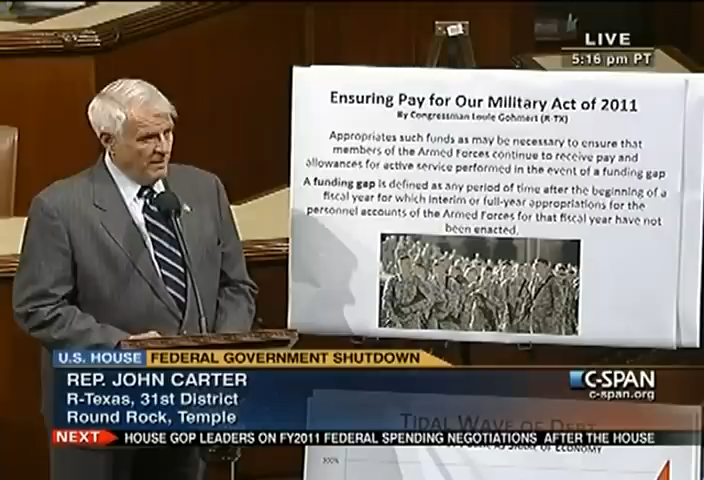 LIVE
5:16 pm PT
Ensuring Pay for Our Military Act of 2011
By Congressman Louie Gohmert (R-TX)
Appropriates such funds as may be necessary to ensure that
members of the Armed Forces continue to receive pay and
allowances for active service performed in the event of a funding gap
A funding gap is defined as any period of time after the beginning of a
fiscal year for which interim or full-year appropriations for the
personnel accounts of the Armed Forces for that fiscal year have not
been enacted.
U.S. HOUSE FEDERAL GOVERNMENT SHUTDOWN
REP. JOHN CARTER
R-Texas, 31st District
Round Rock, Temple
C-SPAN
c-span.org
TIDAL WAVE OF DEBT
NEXT HOUSE GOP LEADERS ON FY2011 FEDERAL SPENDING NEGOTIATIONS AFTER THE HOUSE
SHARE OF ECONOMY